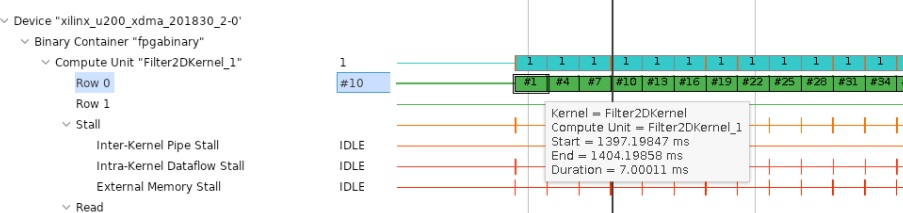 Device "xilinx_u200_xdma_201830_2-0'
Binary Container "fpgabinary"
Compute Unit "Filter2DKernel_1" 1 1 1 1 1 1 1 1 1 1 1 1 1
Row 0 #10 #1 #4 #7 #10 #13 #16 #19 #22 #25 #28 #31 #34
Row 1
Stall
Inter-Kernel Pipe Stall IDLE
Intra-Kernel Dataflow Stall IDLE
External Memory Stall IDLE
Read
Kernel = Filter2DKernel
Compute Unit = Filter2DKernel_1
Start = 1397.19847 ms
End = 1404.19858 ms
Duration = 7.00011 ms